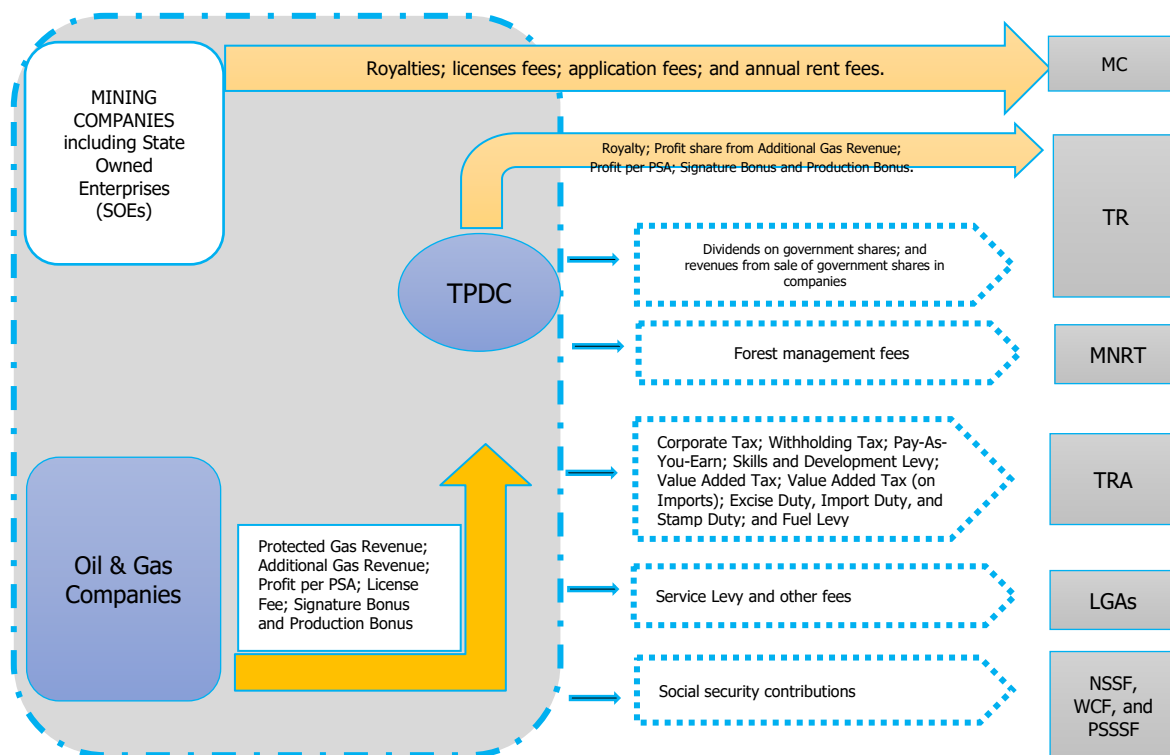 MINING
COMPANIES
including State
Owned
Enterprises
(SOEs)
Royalties; licenses fees; application fees; and annual rent fees.
MC
Royalty; Profit share from Additional Gas Revenue;
Profit per PSA; Signature Bonus and Production Bonus.
TR
TPDC
Dividends on government shares; and
revenues from sale of government shares in
companies
Forest management fees
MNRT
Corporate Tax; Withholding Tax; Pay-As-
You-Earn; Skills and Development Levy;
Value Added Tax; Value Added Tax (on
Imports); Excise Duty, Import Duty, and
Stamp Duty; and Fuel Levy
TRA
Oil & Gas
Companies
Protected Gas Revenue;
Additional Gas Revenue;
Profit per PSA; License
Fee; Signature Bonus
and Production Bonus
Service Levy and other fees
LGAs
Social security contributions
NSSF,
WCF, and
PSSSF